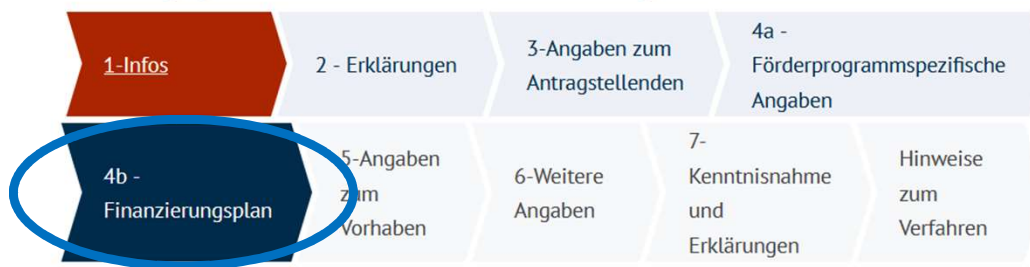 1-Infos
2 - Erklärungen
3-Angaben zum
Antragstellenden
4a -
Förderprogrammspezifische
Angaben
4b -
Finanzierungsplan
5-Angaben
zum
Vorhaben
6-Weitere
Angaben
7-
Kenntnisnahme
und
Erklärungen
Hinweise
zum
Verfahren